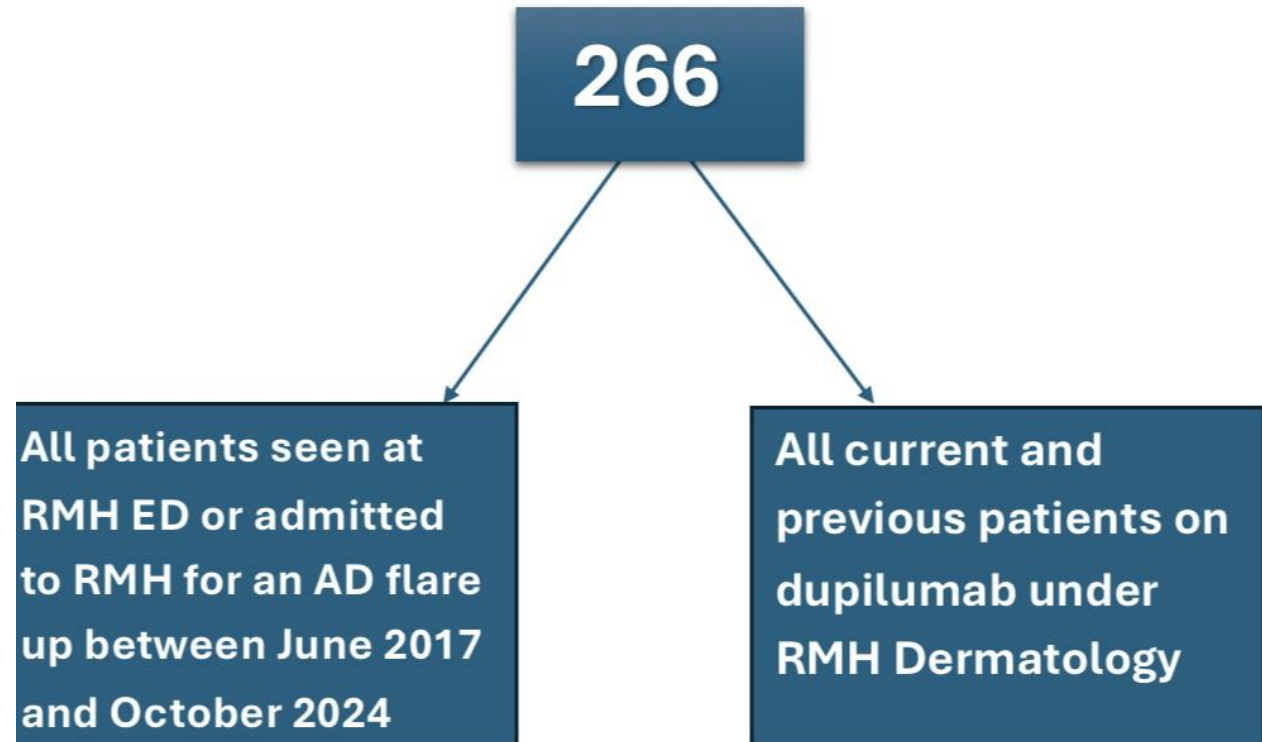 266
All patients seen at
RMH ED or admitted
to RMH for an AD flare
up between June 2017
and October 2024
All current and
previous patients on
dupilumab under
RMH Dermatology